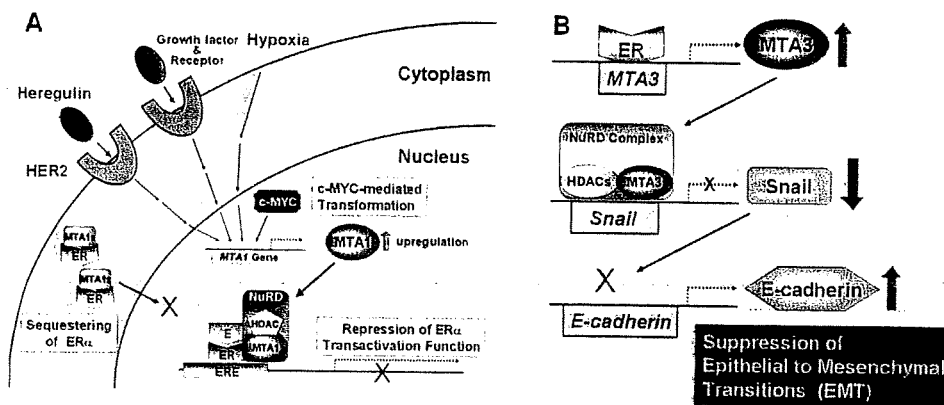 A
Growth factor
&
Receptor
Hypoxia
Heregulin
Cytoplasm
HER2
Nucleus
c-MYC
c-MYC-mediated
Transformation
MTA1 Gene
MTA1
upregulation
MTA1s
ER
MTA1s
ER
X
Sequestering
of ERα
NuRD
HDAC
MTA1
E
ER
ERE
Repression of ERα
Transactivation Function
X
B
ER
MTA3
MTA3
NuRD Complex
HDACs
MTA3
X
Snail
Snail
X
E-cadherin
E-cadherin
Suppression of
Epithelial to Mesenchymal
Transitions (EMT)